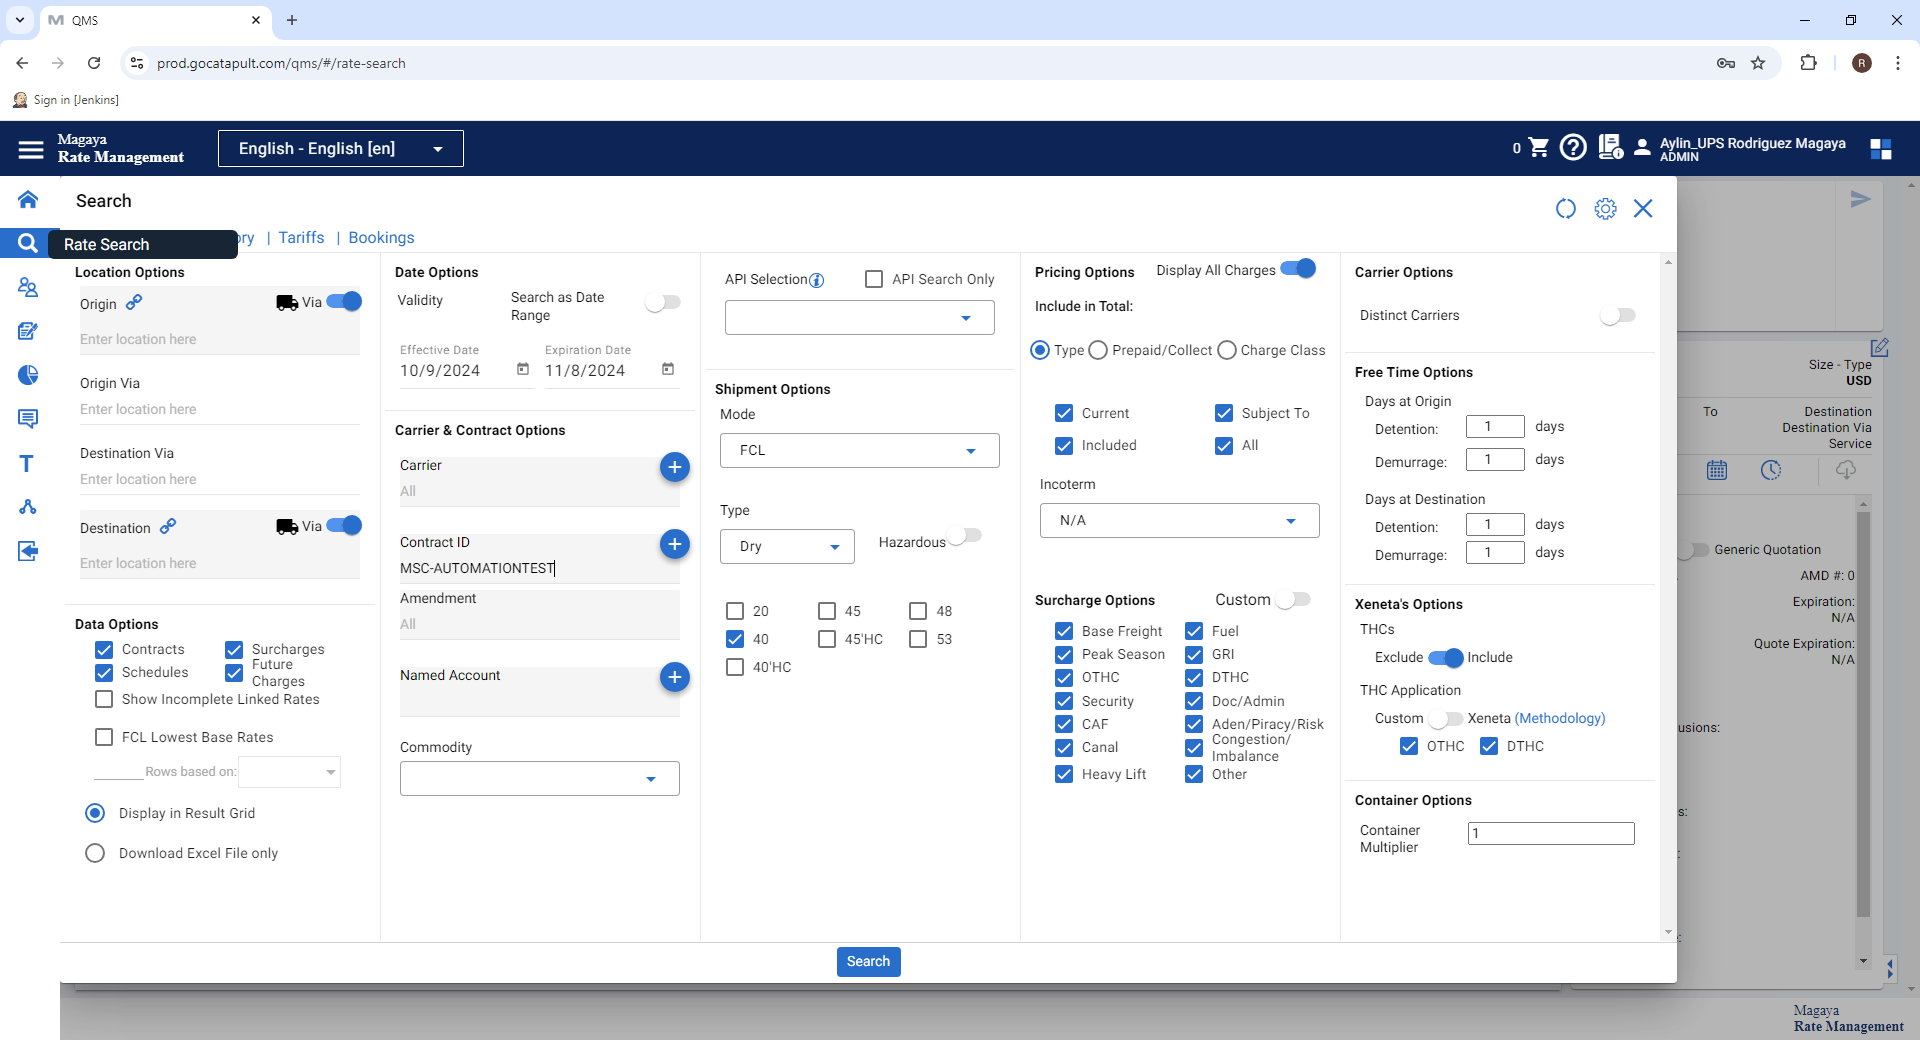 QMS
prod.gocatapult.com/qms/#/rate-search
R
Sign in [Jenkins]
Magaya
Rate Management
English - English [en]
0
Aylin_UPS Rodriguez Magaya
ADMIN
Search
Rate Search
ory | Tariffs | Bookings
Location Options
Origin
Via
Enter location here
Origin Via
Enter location here
Destination Via
Enter location here
Destination
Via
Enter location here
Data Options
Contracts
Surcharges
Schedules
Future
Charges
Show Incomplete Linked Rates
FCL Lowest Base Rates
Rows based on:
Display in Result Grid
Download Excel File only
Date Options
Validity
Search as Date
Range
Effective Date
Expiration Date
10/9/2024
11/8/2024
Carrier & Contract Options
Carrier
All
Contract ID
MSC-AUTOMATIONTEST
Amendment
All
Named Account
Commodity
API Selection
API Search Only
Shipment Options
Mode
FCL
Type
Dry
Hazardous
20
45
48
40
45'HC
53
40'HC
Pricing Options
Display All Charges
Include in Total:
Type
Prepaid/Collect
Charge Class
Current
Subject To
Included
All
Incoterm
N/A
Surcharge Options
Custom
Base Freight
Fuel
Peak Season
GRI
OTHC
DTHC
Security
Doc/Admin
CAF
Aden/Piracy/Risk
Canal
Congestion/
Imbalance
Heavy Lift
Other
Carrier Options
Distinct Carriers
Free Time Options
Days at Origin
Detention:
1
days
Demurrage:
1
days
Days at Destination
Detention:
1
days
Demurrage:
1
days
Xeneta's Options
THCs
Exclude
Include
THC Application
Custom
Xeneta (Methodology)
OTHC
DTHC
Container Options
Container
Multiplier
1
Search
Size - Type
USD
To
Destination
Destination Via
Service
Generic Quotation
AMD #: 0
Expiration:
N/A
Quote Expiration:
N/A
usions:
s:
:
:
Magaya
Rate Management